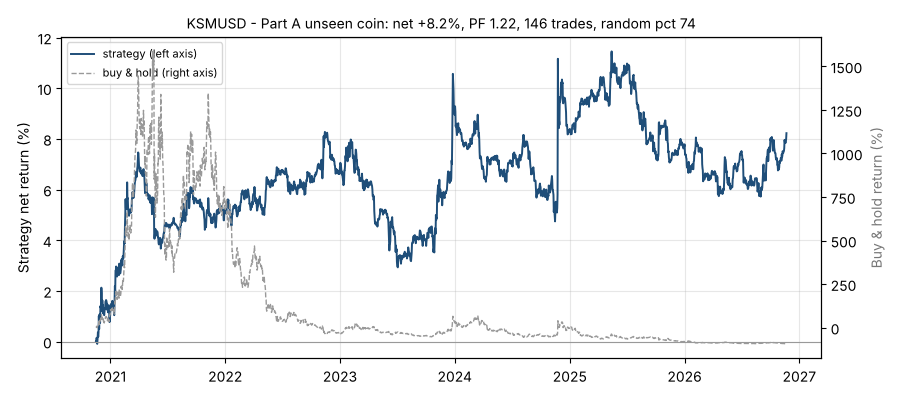 KSMUSD - Part A unseen coin: net +8.2%, PF 1.22, 146 trades, random pct 74
strategy (left axis)
buy & hold (right axis)
Strategy net return (%)
12
10
8
6
4
2
0
1500
1250
1000
750
500
250
0
Buy & hold return (%)
2021 2022 2023 2024 2025 2026 2027